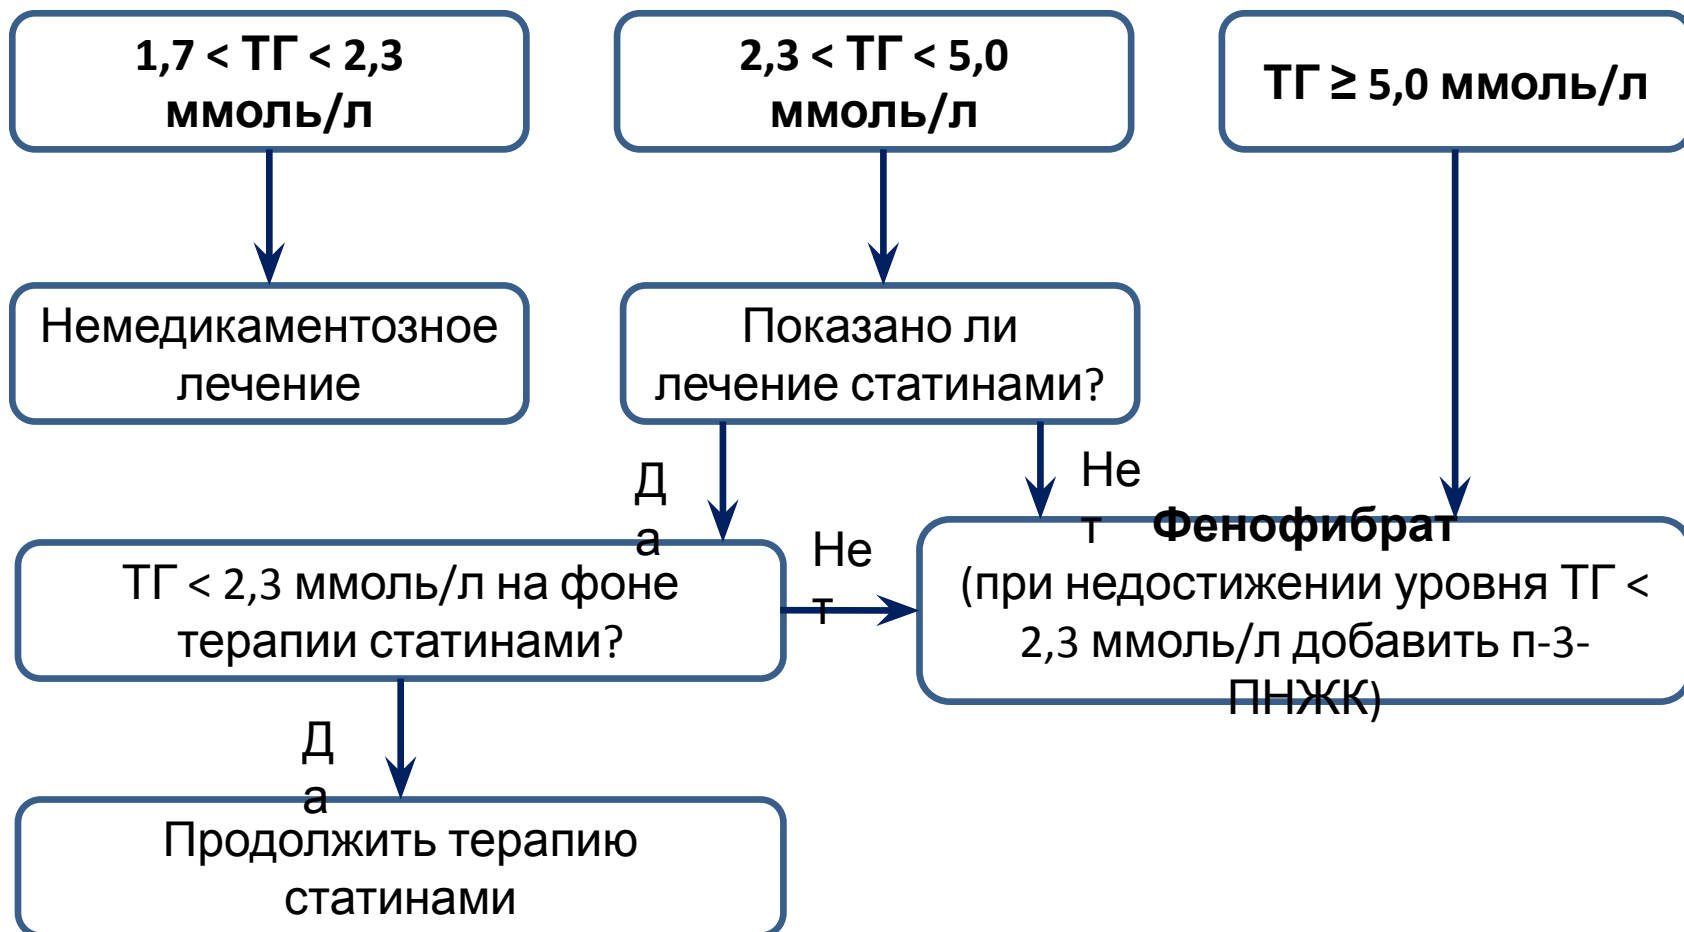 1,7 < ТГ < 2,3
ммоль/л
2,3 < ТГ < 5,0
ммоль/л
ТГ ≥ 5,0 ммоль/л
Немедикаментозное
лечение
Показано ли
лечение статинами?
Д
а
Не
т
ТГ < 2,3 ммоль/л на фоне
терапии статинами?
Не
т
Фенофибрат
(при недостижении уровня ТГ <
2,3 ммоль/л добавить п-3-
ПНЖК)
Д
а
Продолжить терапию
статинами